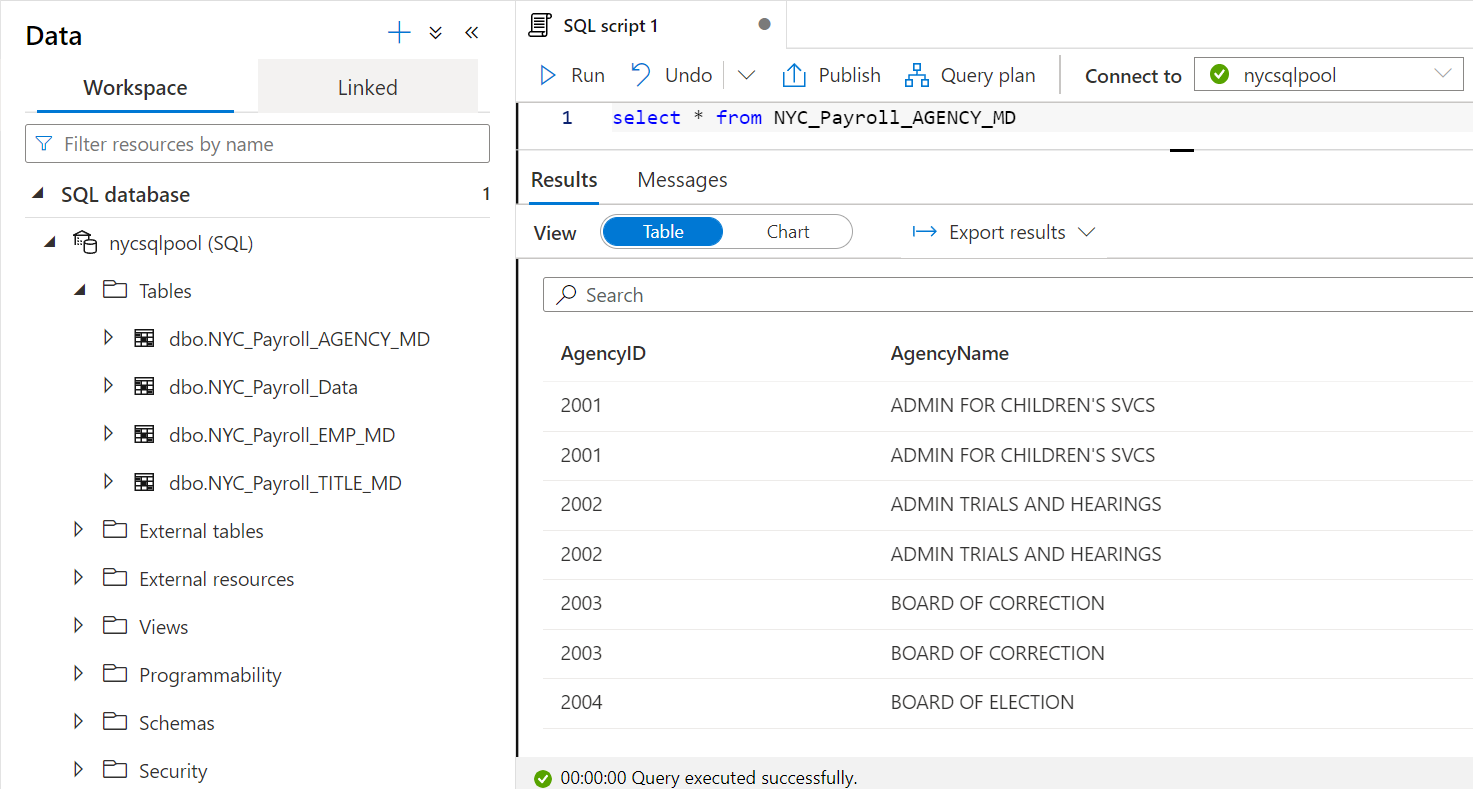 Data
Workspace
Linked
Filter resources by name
SQL database 1
nycsqlpool (SQL)
Tables
dbo.NYC_Payroll_AGENCY_MD
dbo.NYC_Payroll_Data
dbo.NYC_Payroll_EMP_MD
dbo.NYC_Payroll_TITLE_MD
External tables
External resources
Views
Programmability
Schemas
Security
SQL script 1
Run Undo Publish Query plan Connect to nycsqlpool
1 select * from NYC_Payroll_AGENCY_MD
Results Messages
View Table Chart Export results
Search
AgencyID AgencyName
2001 ADMIN FOR CHILDREN'S SVCS
2001 ADMIN FOR CHILDREN'S SVCS
2002 ADMIN TRIALS AND HEARINGS
2002 ADMIN TRIALS AND HEARINGS
2003 BOARD OF CORRECTION
2003 BOARD OF CORRECTION
2004 BOARD OF ELECTION
00:00:00 Query executed successfully.